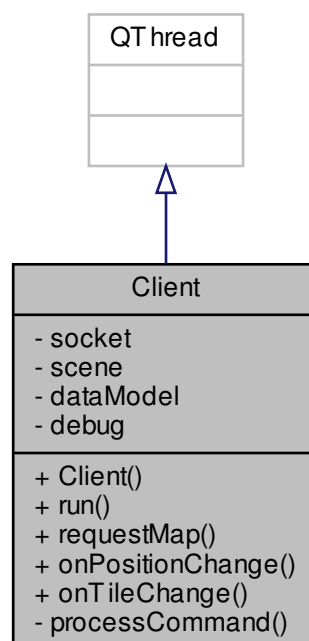 QThread
Client
- socket
- scene
- dataModel
- debug
+ Client()
+ run()
+ requestMap()
+ onPositionChange()
+ onTileChange()
- processCommand()